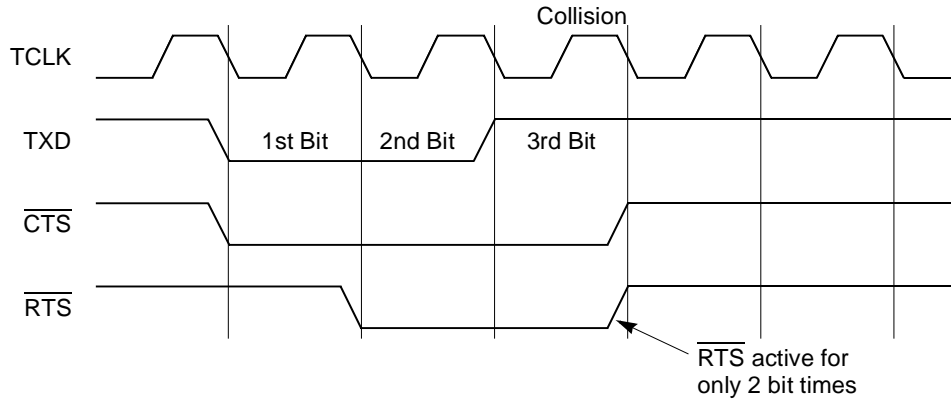 Collision
TCLK
TXD
1st Bit
2nd Bit
3rd Bit
CTS
RTS
RTS active for
only 2 bit times